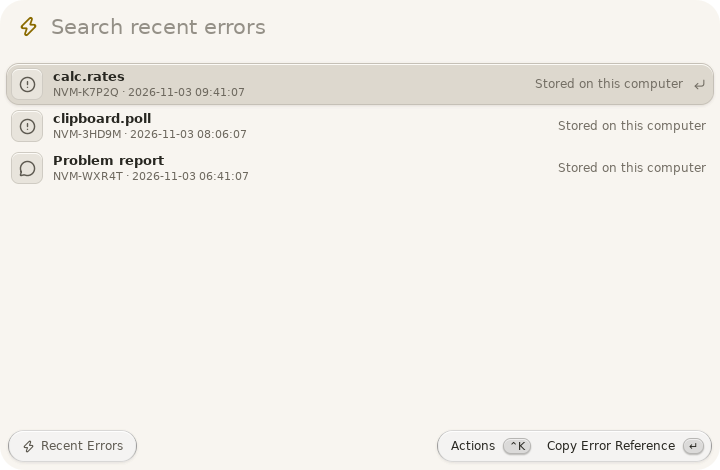 Search recent errors
calc.rates
NVM-K7P2Q · 2026-11-03 09:41:07
Stored on this computer ↵
clipboard.poll
NVM-3HD9M · 2026-11-03 08:06:07
Stored on this computer
Problem report
NVM-WXR4T · 2026-11-03 06:41:07
Stored on this computer
Recent Errors
Actions ⌃K Copy Error Reference ↵